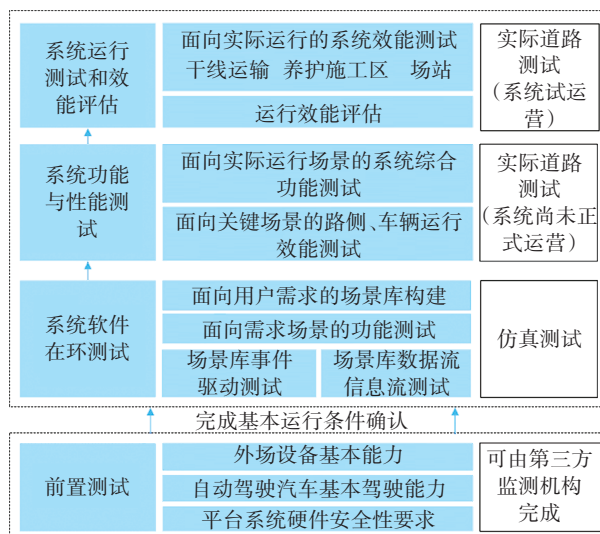 系统运行
测试和效
能评估
面向实际运行的系统效能测试
干线运输 养护施工区 场站
运行效能评估
实际道路
测试
(系统试运
营)
系统功能
与性能测
试
面向实际运行场景的系统综合
功能测试
面向关键场景的路侧、车辆运行
效能测试
实际道路
测试
(系统尚未正
式运营)
系统软件
在环测试
面向用户需求的场景库构建
面向需求场景的功能测试
场景库事件
驱动测试
场景库数据流
信息流测试
仿真测试
完成基本运行条件确认
前置测试
外场设备基本能力
自动驾驶汽车基本驾驶能力
平台系统硬件安全性要求
可由第三方
监测机构
完成